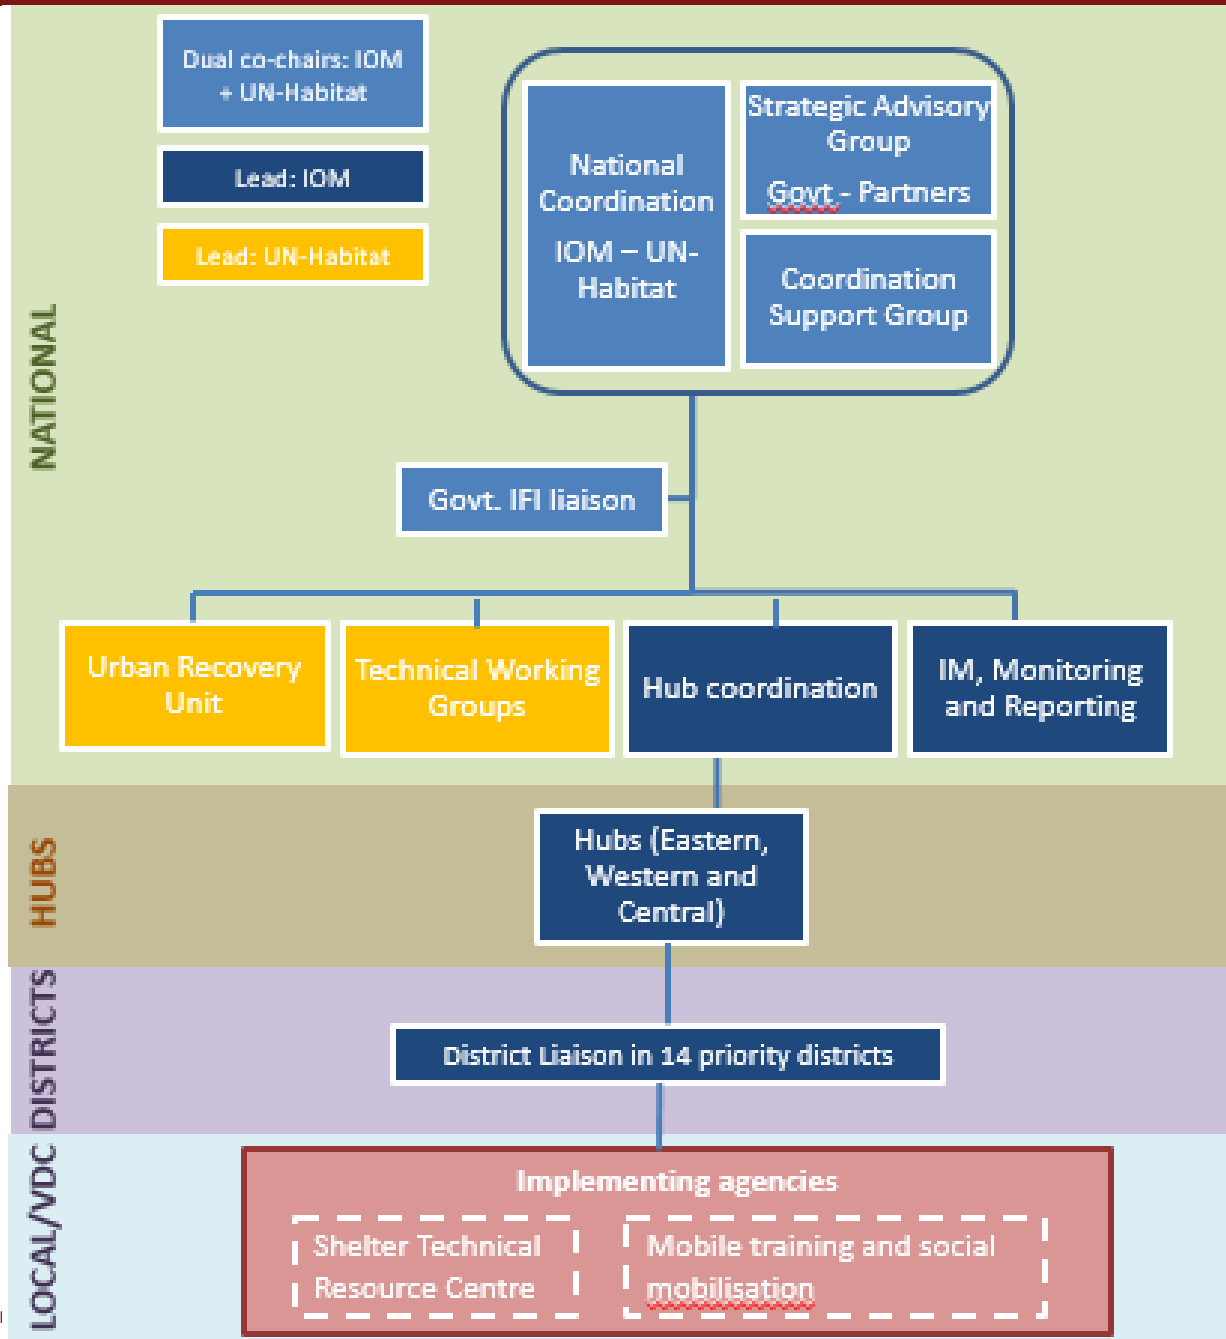 Dual co-chairs: IOM
+ UN-Habitat
Lead: IOM
Lead: UN-Habitat
NATIONAL
National
Coordination
IOM – UN-
Habitat
Strategic Advisory
Group
Govt.- Partners
Coordination
Support Group
Govt. IFI liaison
Urban Recovery
Unit
Technical Working
Groups
Hub coordination
IM, Monitoring
and Reporting
HUBS
Hubs (Eastern,
Western and
Central)
DISTRICTS
District Liaison in 14 priority districts
LOCAL/VDC
Implementing agencies
Shelter Technical
Resource Centre
Mobile training and social
mobilisation